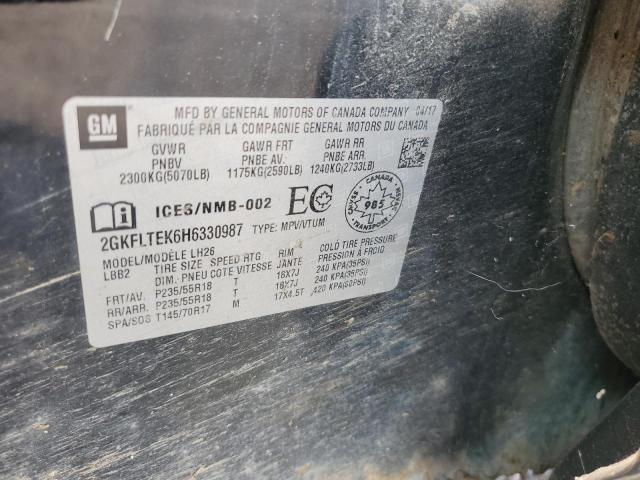 GM
MFD BY GENERAL MOTORS OF CANADA COMPANY 04/17
FABRIQUÉ PAR LA COMPAGNIE GENERAL MOTORS DU CANADA
GVWR GAWR FRT GAWR RR
PNBV PNBE AV. PNBE ARR.
2300KG(5070LB) 1175KG(2590LB) 1240KG(2733LB)
ICES/NMB-002 EC CANADA 985
2GKFLTEK6H6330987 TYPE: MPV/VTUM
MODEL/MODÈLE LH26
LBB2 TIRE SIZE SPEED RTG RIM COLD TIRE PRESSURE
DIM. PNEU COTE VITESSE JANTE PRESSION À FROID
FRT/AV. P235/55R18 T 18X7J 240 KPA(35PSI)
RR/ARR. P235/55R18 T 18X7J 240 KPA(35PSI)
SPA/SOS T145/70R17 M 17X4.5T 420 KPA(60PSI)